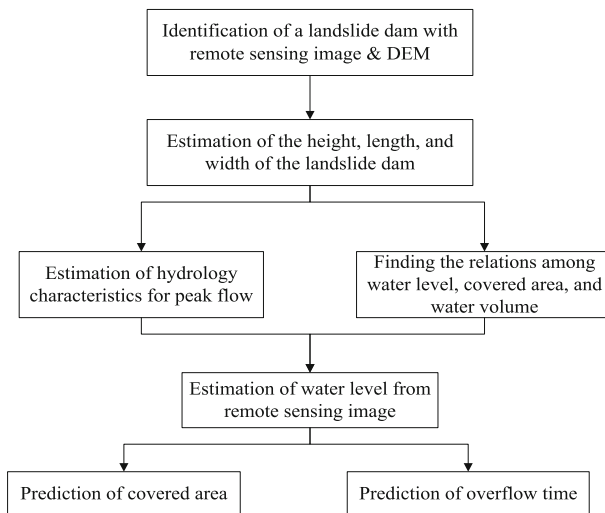 Identification of a landslide dam with
remote sensing image & DEM
Estimation of the height, length, and
width of the landslide dam
Estimation of hydrology
characteristics for peak flow
Finding the relations among
water level, covered area, and
water volume
Estimation of water level from
remote sensing image
Prediction of covered area
Prediction of overflow time